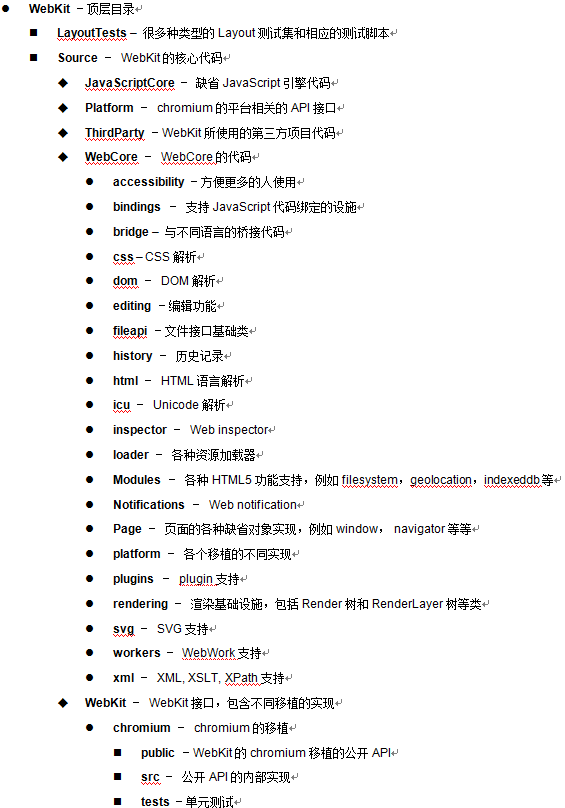 ● WebKit – 顶层目录
■ LayoutTests – 很多种类型的 Layout 测试集和相应的测试脚本
■ Source – WebKit 的核心代码
◆ JavaScriptCore – 缺省 JavaScript 引擎代码
◆ Platform – chromium 的平台相关的 API 接口
◆ ThirdParty – WebKit 所使用的第三方项目代码
◆ WebCore – WebCore 的代码
● accessibility – 方便更多的人使用
● bindings – 支持 JavaScript 代码绑定的设施
● bridge – 与不同语言的桥接代码
● css – CSS 解析
● dom – DOM 解析
● editing – 编辑功能
● fileapi – 文件接口基础类
● history – 历史记录
● html – HTML 语言解析
● icu – Unicode 解析
● inspector – Web inspector
● loader – 各种资源加载器
● Modules – 各种 HTML5 功能支持，例如 filesystem，geolocation，indexeddb 等
● Notifications – Web notification
● Page – 页面的各种缺省对象实现，例如 window， navigator 等等
● platform – 各个移植的不同实现
● plugins – plugin 支持
● rendering – 渲染基础设施，包括 Render 树和 RenderLayer 树等类
● svg – SVG 支持
● workers – WebWork 支持
● xml – XML, XSLT, XPath 支持
◆ WebKit – WebKit 接口，包含不同移植的实现
● chromium – chromium 的移植
■ public – WebKit 的 chromium 移植的公开 API
■ src – 公开 API 的内部实现
■ tests – 单元测试